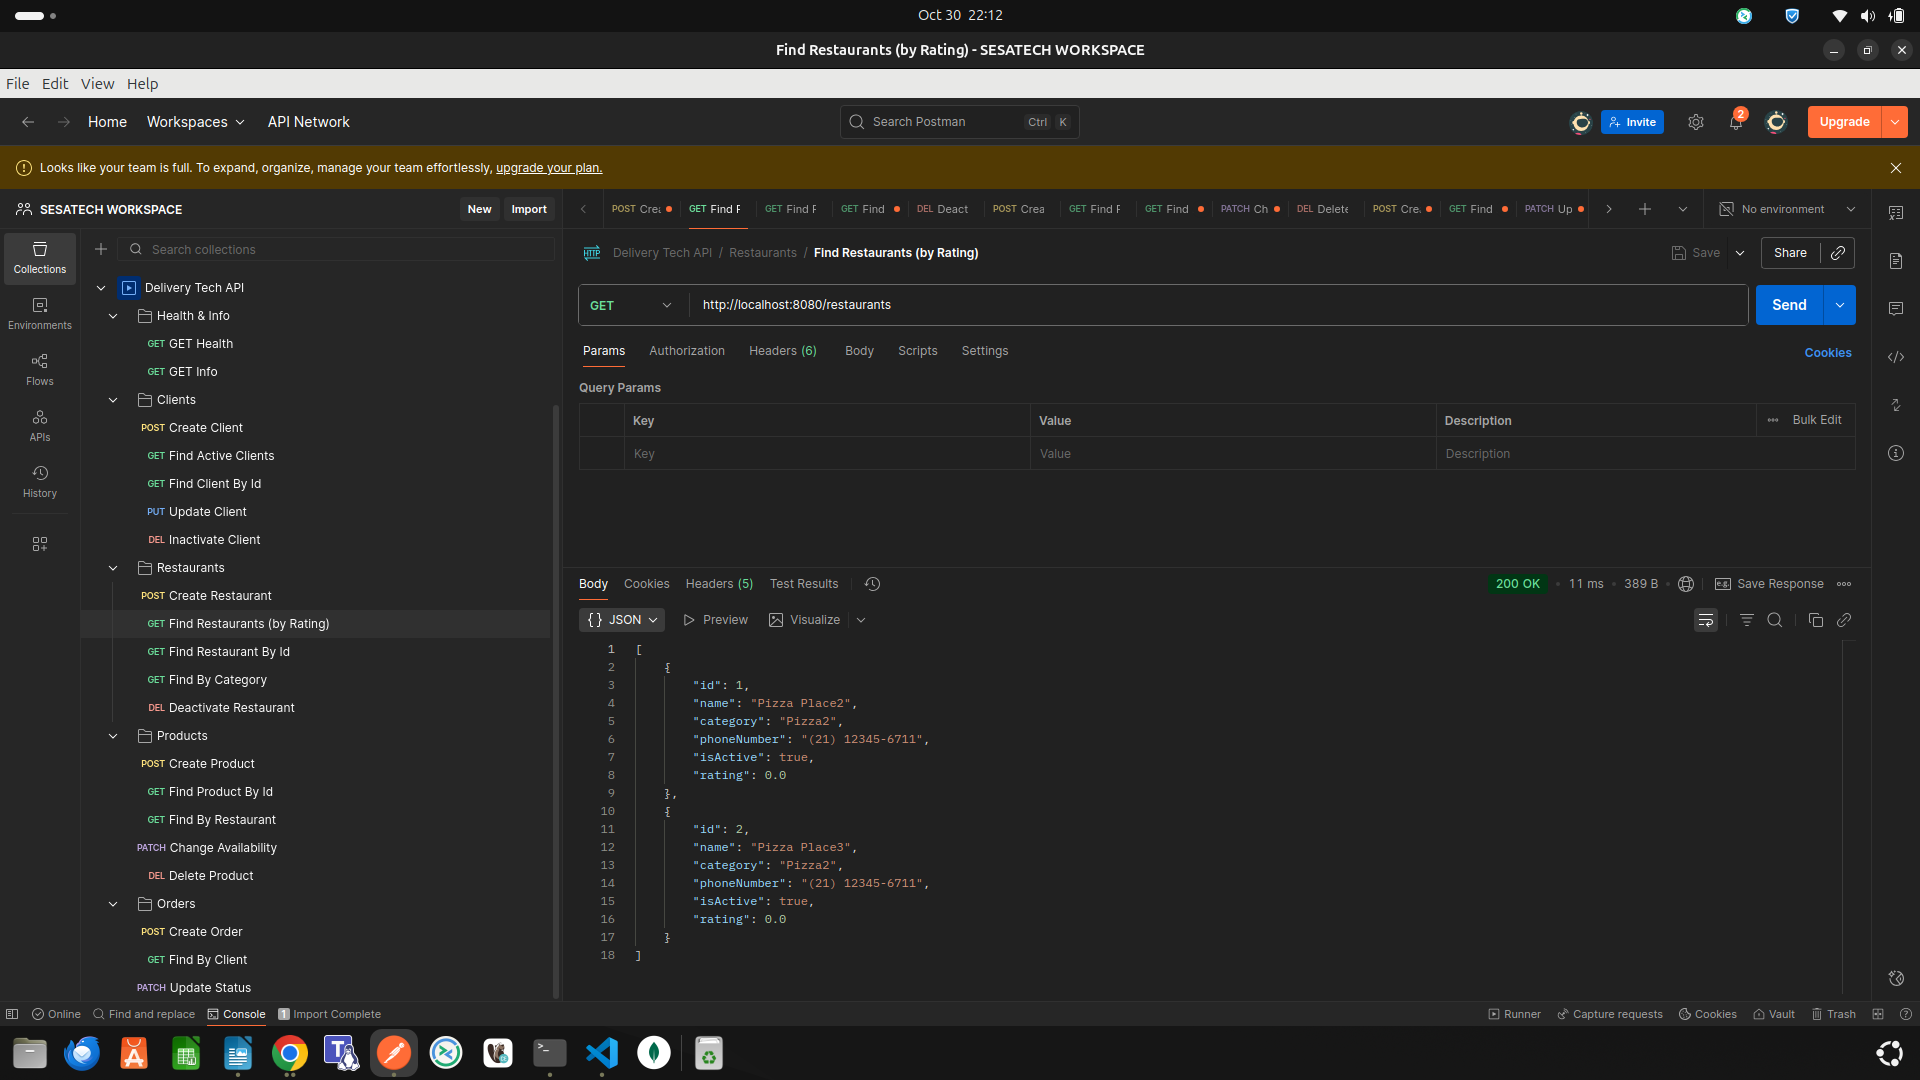 Oct 30 22:12
Find Restaurants (by Rating) - SESATECH WORKSPACE
File Edit View Help
Home Workspaces API Network
Search Postman Ctrl K
Invite
2
Upgrade
Looks like your team is full. To expand, organize, manage your team effortlessly, upgrade your plan.
SESATECH WORKSPACE
New Import
POST Cre
GET Find F
GET Find F
GET Find
DEL Deact
POST Crea
GET Find F
GET Find
PATCH Ch
DEL Delete
POST Cre
GET Find
PATCH Up
No environment
Collections
Environments
Flows
APIs
History
Search collections
Delivery Tech API
Health & Info
GET GET Health
GET GET Info
Clients
POST Create Client
GET Find Active Clients
GET Find Client By Id
PUT Update Client
DEL Inactivate Client
Restaurants
POST Create Restaurant
GET Find Restaurants (by Rating)
GET Find Restaurant By Id
GET Find By Category
DEL Deactivate Restaurant
Products
POST Create Product
GET Find Product By Id
GET Find By Restaurant
PATCH Change Availability
DEL Delete Product
Orders
POST Create Order
GET Find By Client
PATCH Update Status
HTTP Delivery Tech API / Restaurants / Find Restaurants (by Rating)
Save Share
GET http://localhost:8080/restaurants
Send
Params Authorization Headers (6) Body Scripts Settings
Cookies
Query Params
Key Value Description Bulk Edit
Key Value Description
Body Cookies Headers (5) Test Results
200 OK • 11 ms • 389 B
e.g. Save Response
{ } JSON Preview Visualize
1 [
2 {
3 "id": 1,
4 "name": "Pizza Place2",
5 "category": "Pizza2",
6 "phoneNumber": "(21) 12345-6711",
7 "isActive": true,
8 "rating": 0.0
9 },
10 {
11 "id": 2,
12 "name": "Pizza Place3",
13 "category": "Pizza2",
14 "phoneNumber": "(21) 12345-6711",
15 "isActive": true,
16 "rating": 0.0
17 }
18 ]
Online Find and replace Console 1 Import Complete
Runner Capture requests Cookies Vault Trash